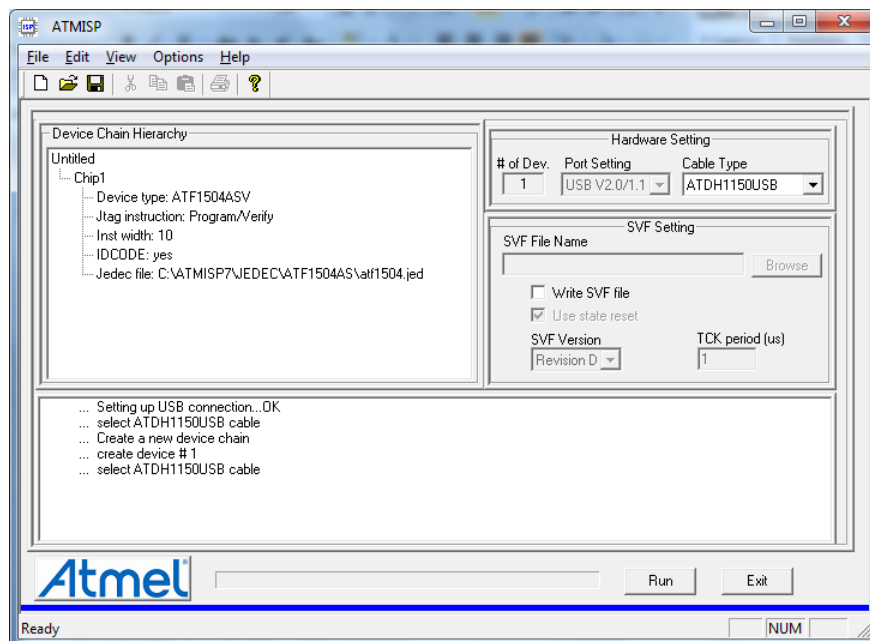 ISP ATMISP
File Edit View Options Help
Device Chain Hierarchy
Untitled
Chip1
Device type: ATF1504ASV
Jtag instruction: Program/Verify
Inst width: 10
IDCODE: yes
Jedec file: C:\ATMISP7\JEDEC\ATF1504AS\atf1504.jed
Hardware Setting
# of Dev. Port Setting Cable Type
1 USB V2.0/1.1 ATDH1150USB
SVF Setting
SVF File Name
Browse
Write SVF file
Use state reset
SVF Version TCK period (us)
Revision D 1
... Setting up USB connection...OK
... select ATDH1150USB cable
... Create a new device chain
... create device # 1
... select ATDH1150USB cable
Atmel Run Exit
Ready NUM